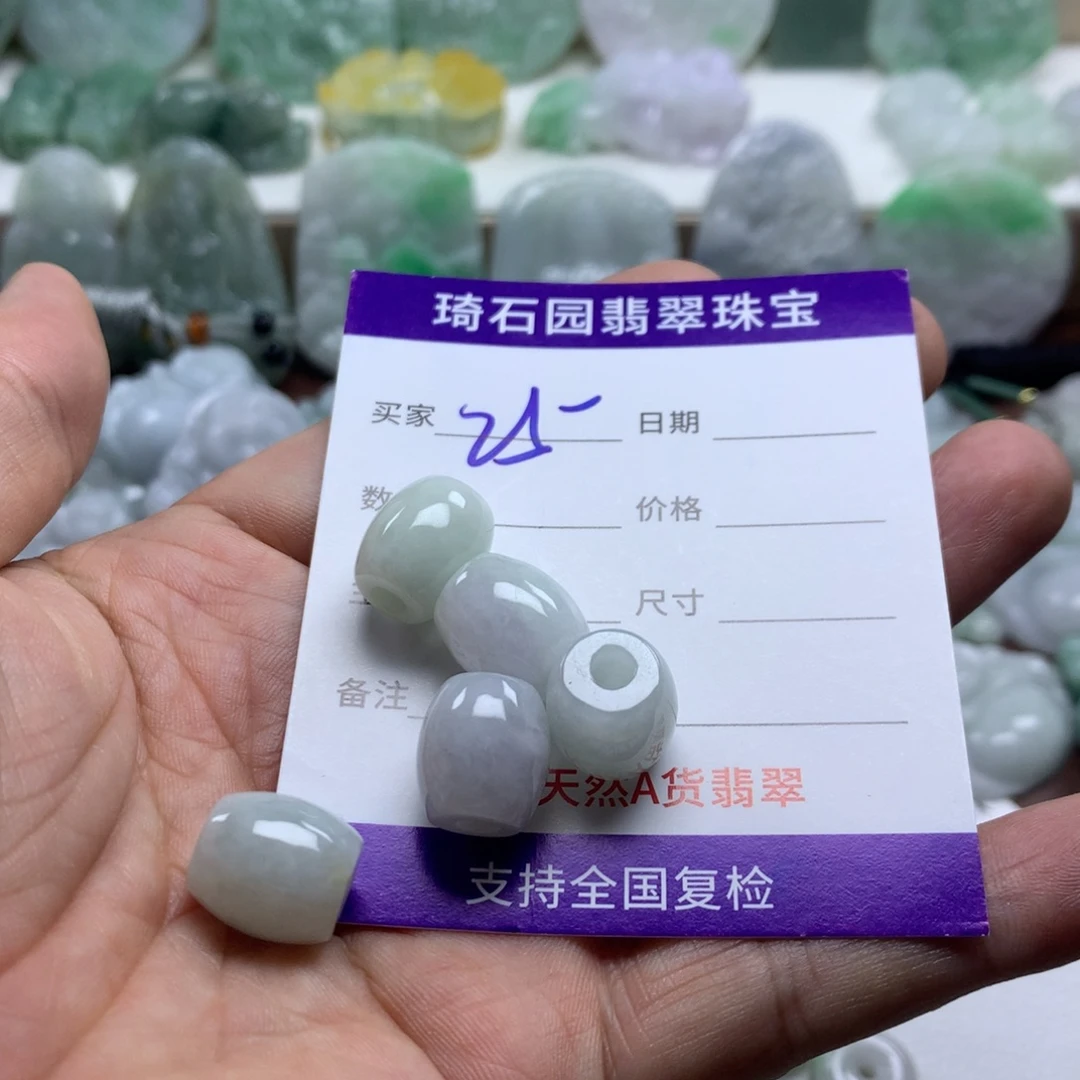 琦石园翡翠珠宝
买家 25- 日期
数 价格
尺寸
备注
天然A货翡翠
支持全国复检